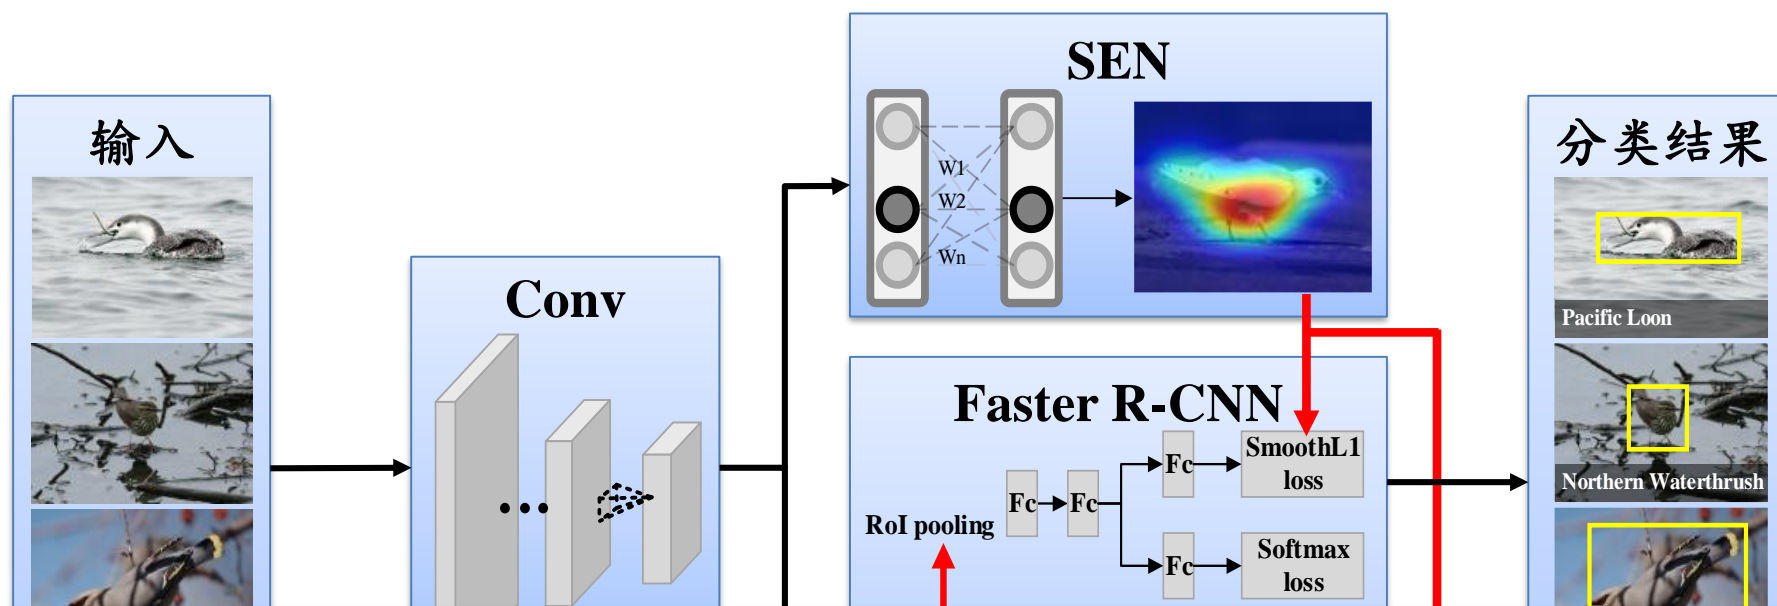 输入
Conv
SEN
W1
W2
Wn
Faster R-CNN
RoI pooling
Fc
Fc
Fc
SmoothL1
loss
Fc
Softmax
loss
分类结果
Pacific Loon
Northern Waterthrush